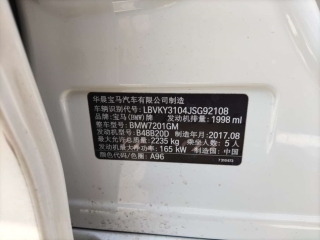 华晨宝马汽车有限公司制造
车辆识别代号: LBVKY3104JSG92108
品牌: 宝马(BMW)牌 发动机排量: 1998 ml
型号: BMW7201GM
发动机型号: B48B20D 制造年月: 2017.08
最大允许总质量: 2235 kg 乘坐人数: 5 人
发动机最大净功率: 165 kW 制造国: 中国
颜色代码/色圈: A96